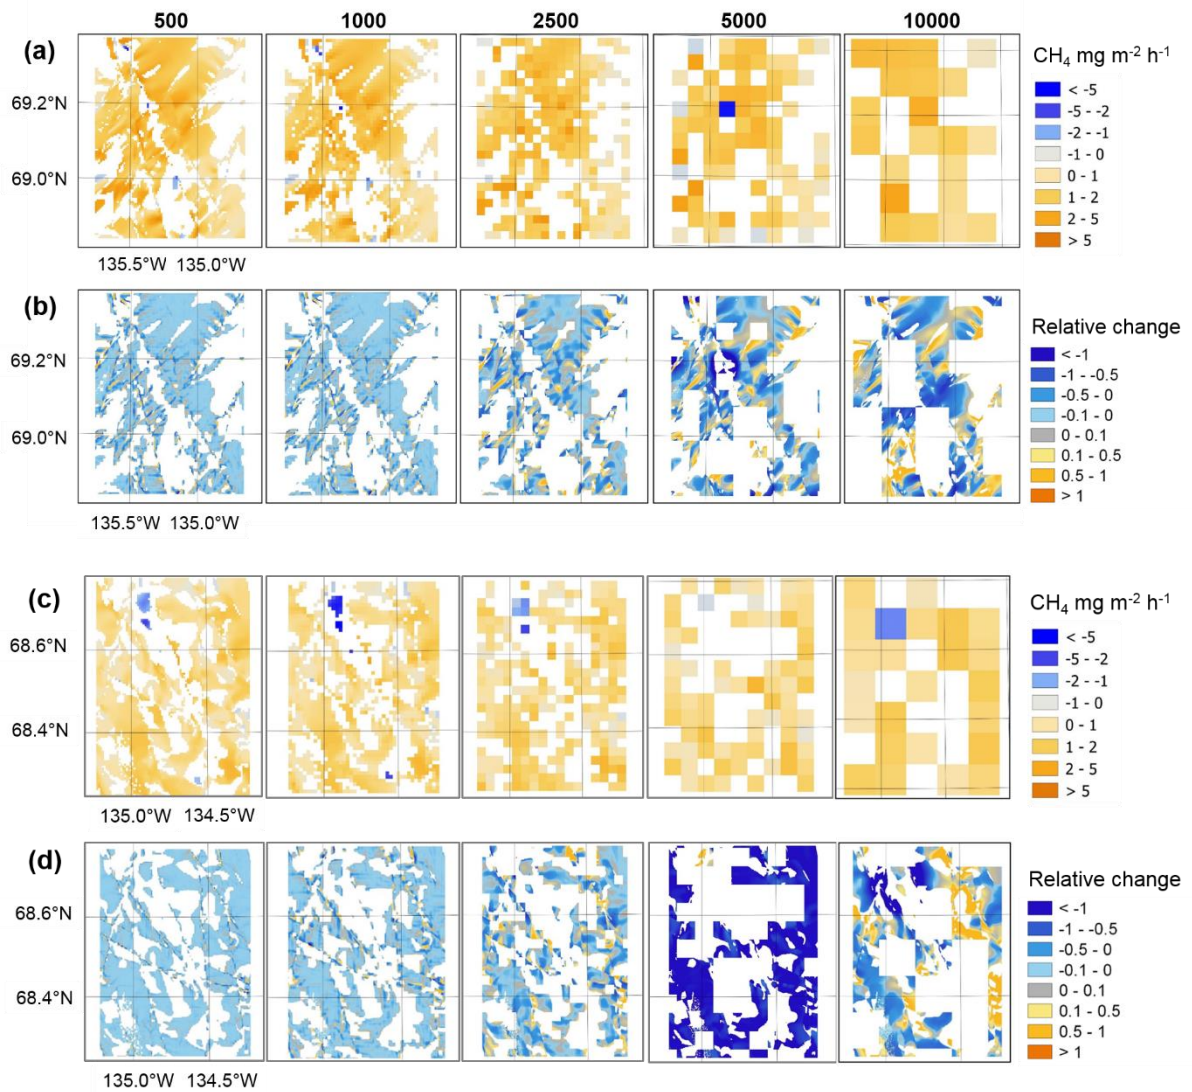 500 1000 2500 5000 10000
(a)
CH₄ mg m⁻² h⁻¹
< -5
-5 - -2
-2 - -1
-1 - 0
0 - 1
1 - 2
2 - 5
> 5
69.2°N
69.0°N
135.5°W 135.0°W
(b)
Relative change
< -1
-1 - -0.5
-0.5 - 0
-0.1 - 0
0 - 0.1
0.1 - 0.5
0.5 - 1
> 1
69.2°N
69.0°N
135.5°W 135.0°W
(c)
CH₄ mg m⁻² h⁻¹
< -5
-5 - -2
-2 - -1
-1 - 0
0 - 1
1 - 2
2 - 5
> 5
68.6°N
68.4°N
135.0°W 134.5°W
(d)
Relative change
< -1
-1 - -0.5
-0.5 - 0
-0.1 - 0
0 - 0.1
0.1 - 0.5
0.5 - 1
> 1
68.6°N
68.4°N
135.0°W 134.5°W